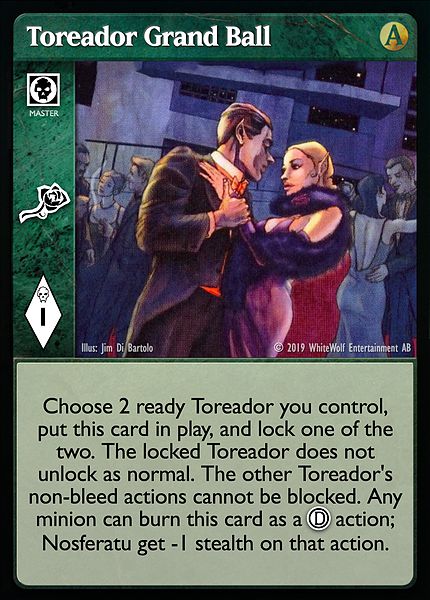 Toreador Grand Ball
A
MASTER
1
Illus: Jim Di Bartolo
© 2019 WhiteWolf Entertainment AB
Choose 2 ready Toreador you control,
put this card in play, and lock one of the
two. The locked Toreador does not
unlock as normal. The other Toreador's
non-bleed actions cannot be blocked. Any
minion can burn this card as a Ⓓ action;
Nosferatu get -1 stealth on that action.